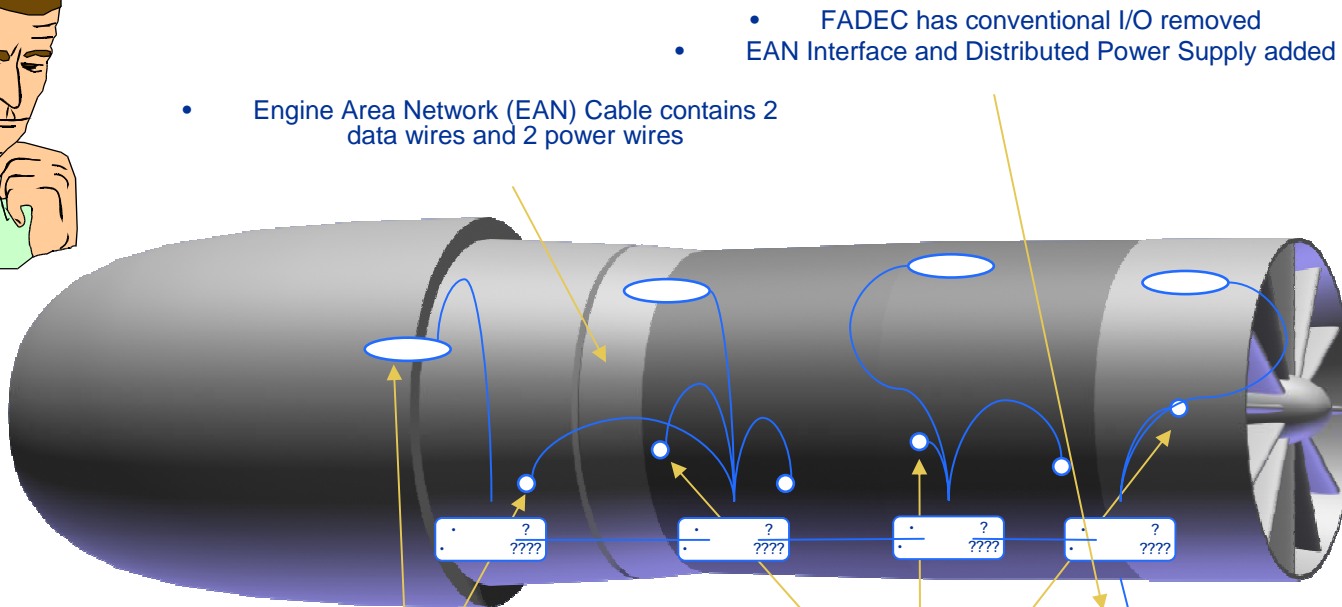 • FADEC has conventional I/O removed
• EAN Interface and Distributed Power Supply added
• Engine Area Network (EAN) Cable contains 2
data wires and 2 power wires
• ?
• ????
• ?
• ????
• ?
• ????
• ?
• ????